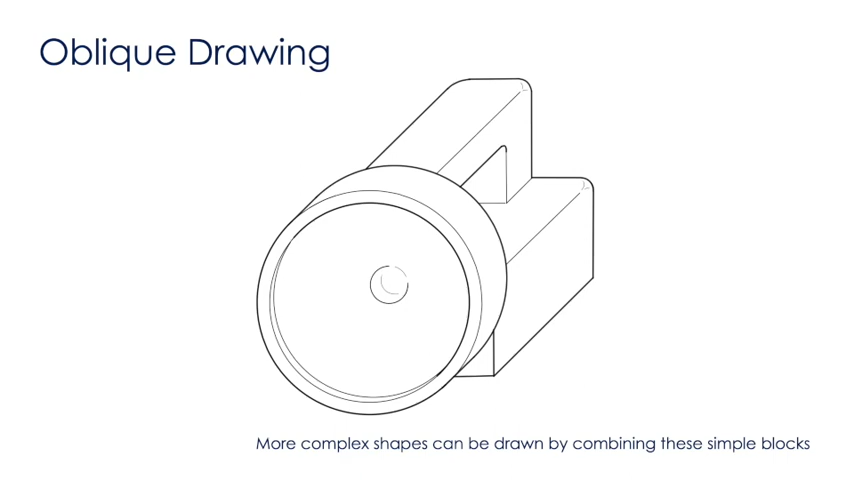 Oblique Drawing
More complex shapes can be drawn by combining these simple blocks